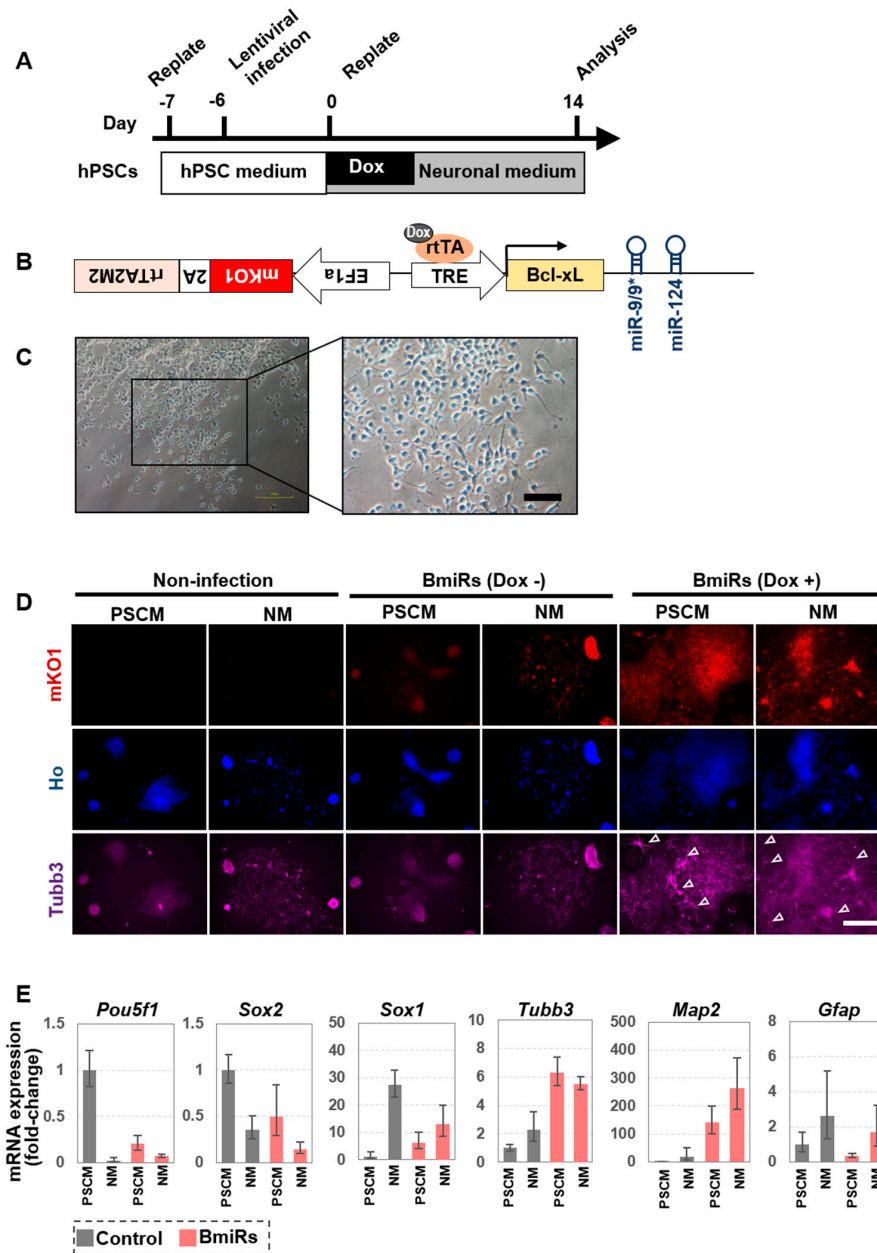 A
Replate
Lentiviral
infection
Replate
Analysis
Day
-7
-6
0
14
hPSCs
hPSC medium
Dox
Neuronal medium
B
rtTA2M2
2A
mKO1
EF1a
Dox
rtTA
TRE
Bcl-xL
miR-9/9*
miR-124
C
D
Non-infection
BmiRs (Dox -)
BmiRs (Dox +)
PSCM
NM
PSCM
NM
PSCM
NM
mKO1
Ho
Tubb3
E
mRNA expression
(fold-change)
Pou5f1
1.5
1
0.5
0
PSCM
NM
PSCM
NM
Sox2
1.5
1
0.5
0
PSCM
NM
PSCM
NM
Sox1
50
40
30
20
10
0
PSCM
NM
PSCM
NM
Tubb3
10
8
6
4
2
0
PSCM
NM
PSCM
NM
Map2
500
400
300
200
100
0
PSCM
NM
PSCM
NM
Gfap
8
6
4
2
0
PSCM
NM
PSCM
NM
Control
BmiRs